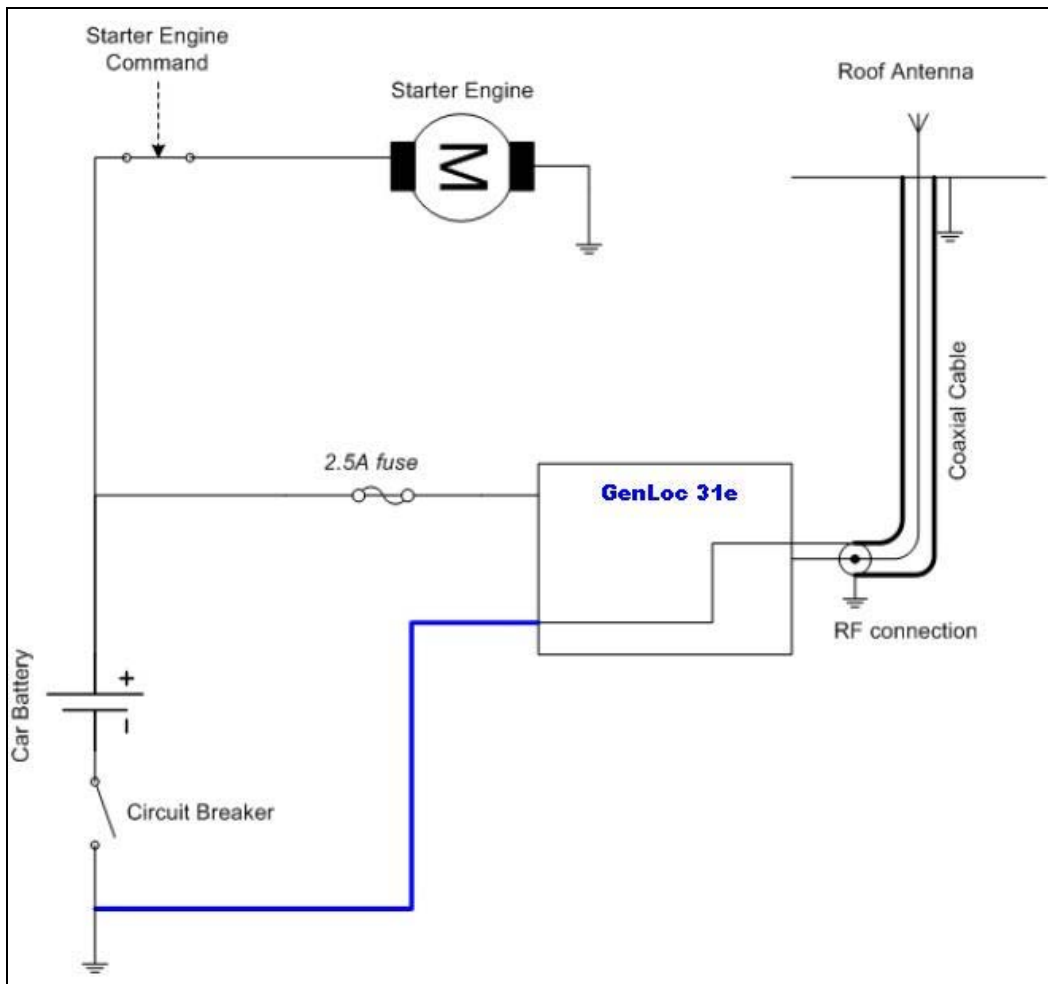 Starter Engine
Command
Starter Engine
Roof Antenna
M
Coaxial Cable
2.5A fuse
GenLoc 31e
RF connection
Car Battery
+
–
Circuit Breaker